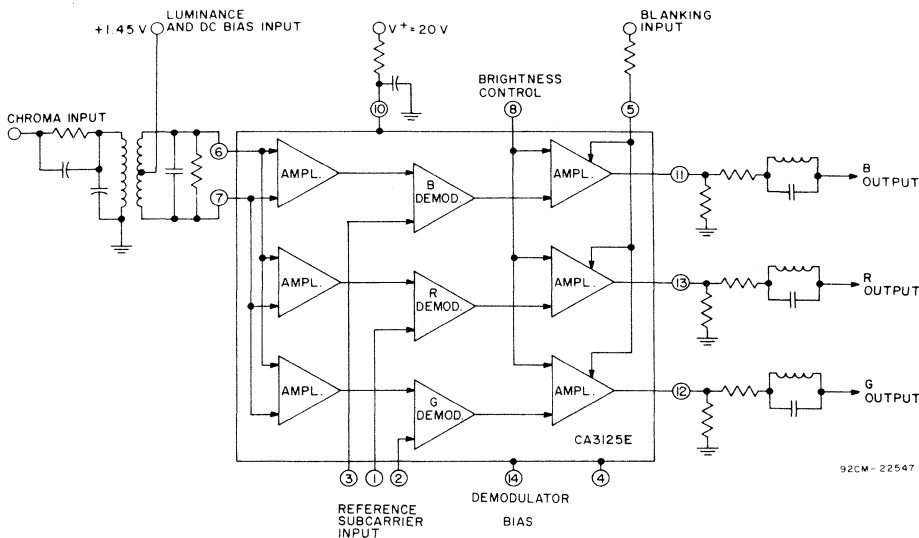 LUMINANCE
AND DC BIAS INPUT
+1.45 V
V+ = 20 V
BLANKING
INPUT
BRIGHTNESS
CONTROL
CHROMA INPUT
10
8
5
6
7
AMPL.
B
DEMOD.
AMPL.
11
B
OUTPUT
AMPL.
R
DEMOD.
AMPL.
13
R
OUTPUT
AMPL.
G
DEMOD.
AMPL.
12
G
OUTPUT
CA3125E
3
1
2
14
4
REFERENCE
SUBCARRIER
INPUT
DEMODULATOR
BIAS
92CM-22547